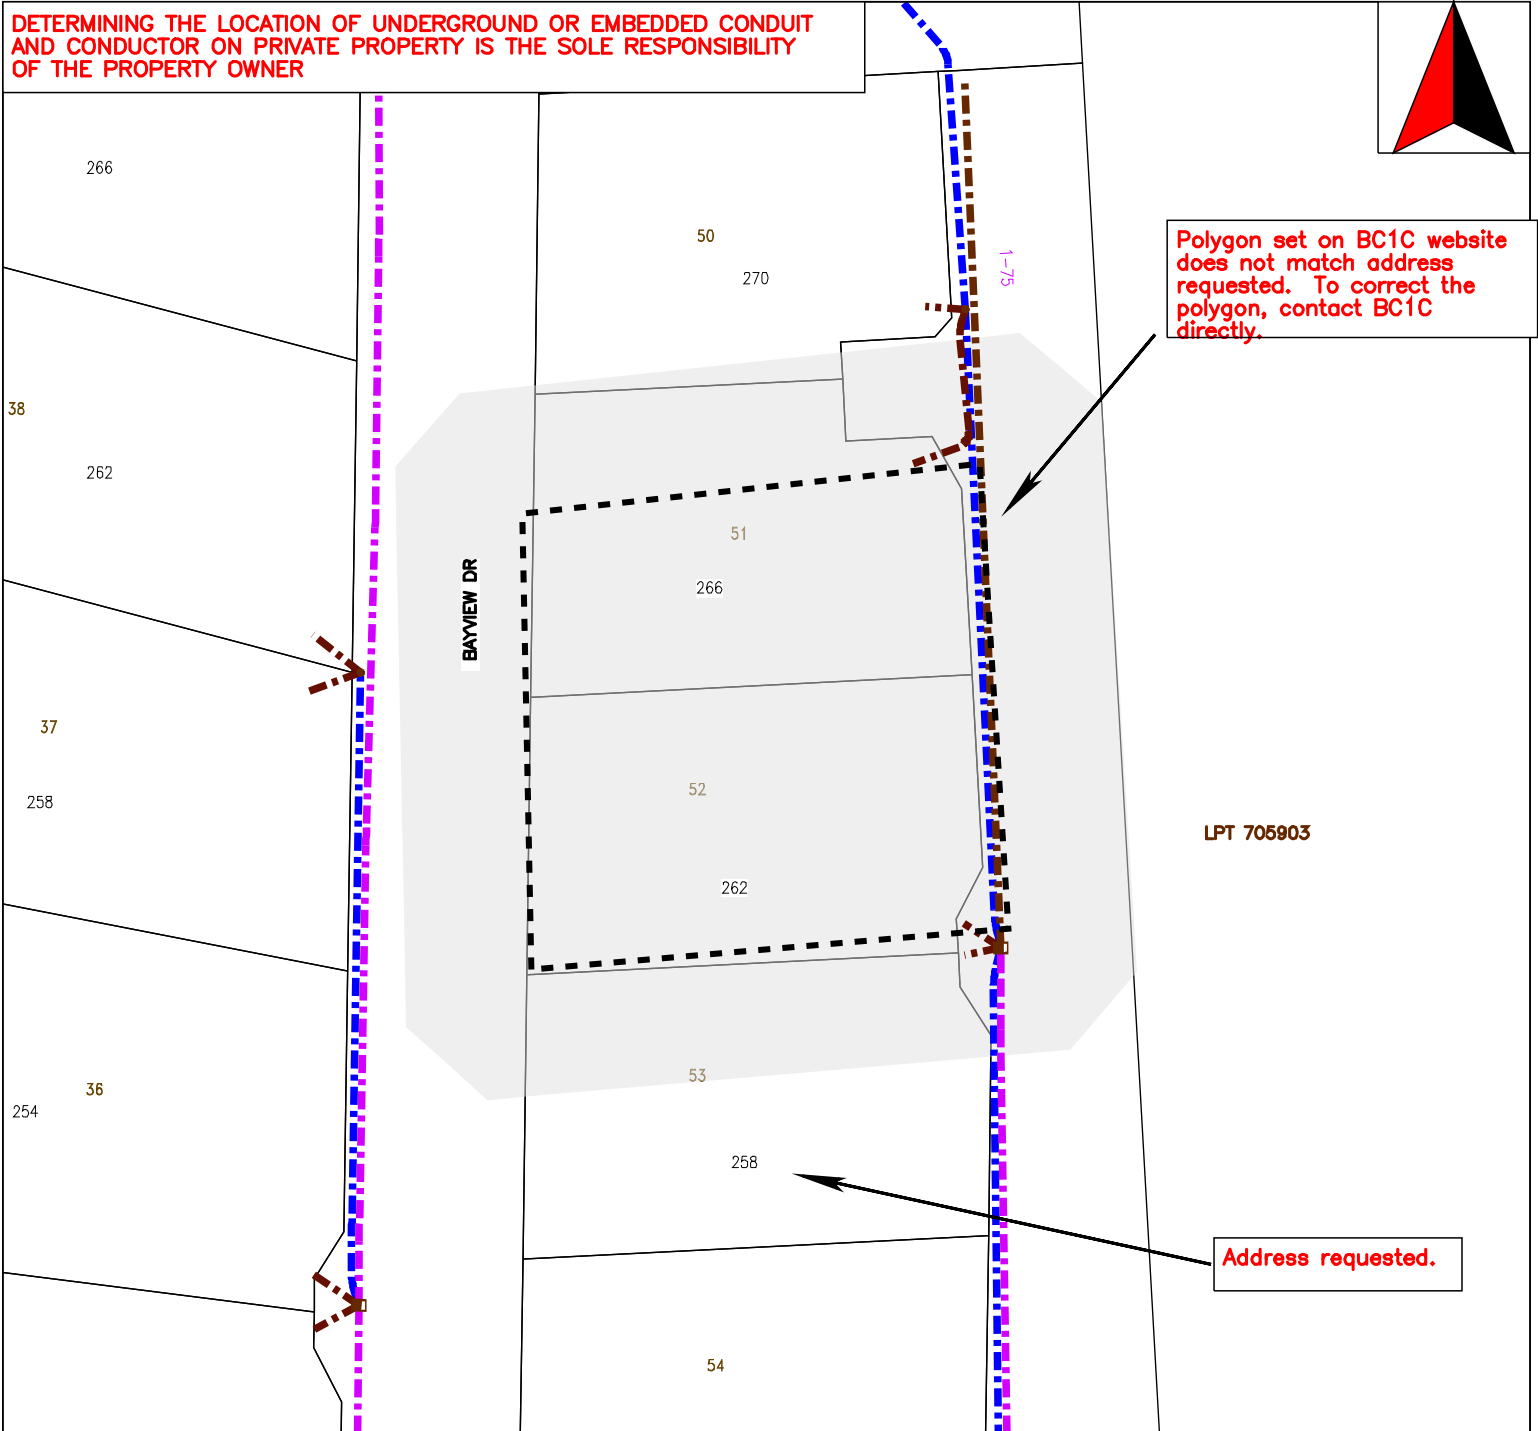 DETERMINING THE LOCATION OF UNDERGROUND OR EMBEDDED CONDUIT
AND CONDUCTOR ON PRIVATE PROPERTY IS THE SOLE RESPONSIBILITY
OF THE PROPERTY OWNER
266
50
270
1-75
Polygon set on BC1C website
does not match address
requested. To correct the
polygon, contact BC1C
directly.
38
262
51
266
BAYVIEW DR
37
258
52
262
LPT 705903
36
254
53
258
Address requested.
54